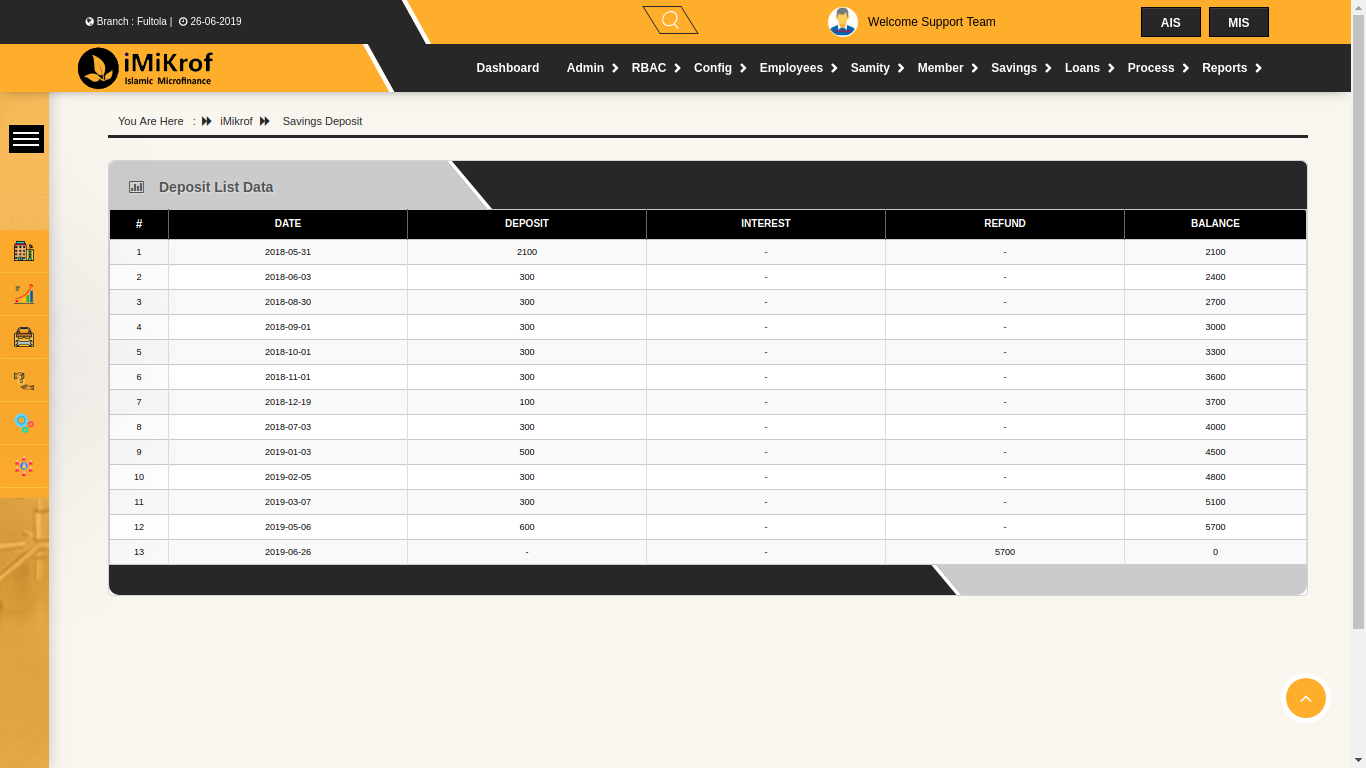 Branch : Fultola | 26-06-2019
Welcome Support Team
AIS MIS
iMiKrof
Islamic Microfinance
Dashboard Admin RBAC Config Employees Samity Member Savings Loans Process Reports
You Are Here : iMikrof Savings Deposit
Deposit List Data
# DATE DEPOSIT INTEREST REFUND BALANCE
1 2018-05-31 2100 - - 2100
2 2018-06-03 300 - - 2400
3 2018-08-30 300 - - 2700
4 2018-09-01 300 - - 3000
5 2018-10-01 300 - - 3300
6 2018-11-01 300 - - 3600
7 2018-12-19 100 - - 3700
8 2018-07-03 300 - - 4000
9 2019-01-03 500 - - 4500
10 2019-02-05 300 - - 4800
11 2019-03-07 300 - - 5100
12 2019-05-06 600 - - 5700
13 2019-06-26 - - 5700 0